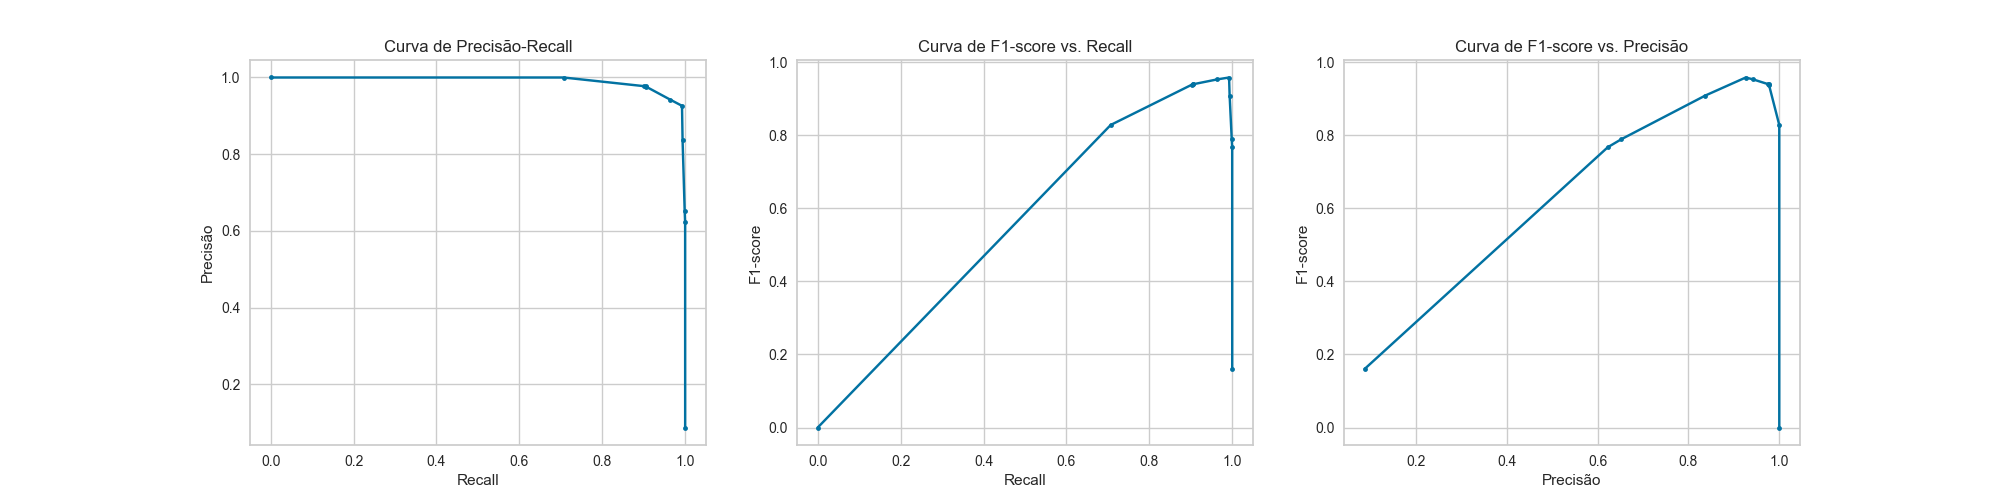 Curva de Precisão-Recall
1.0
0.8
0.6
0.4
0.2
Precisão
0.0 0.2 0.4 0.6 0.8 1.0
Recall
Curva de F1-score vs. Recall
1.0
0.8
0.6
0.4
0.2
0.0
F1-score
0.0 0.2 0.4 0.6 0.8 1.0
Recall
Curva de F1-score vs. Precisão
1.0
0.8
0.6
0.4
0.2
0.0
F1-score
0.2 0.4 0.6 0.8 1.0
Precisão